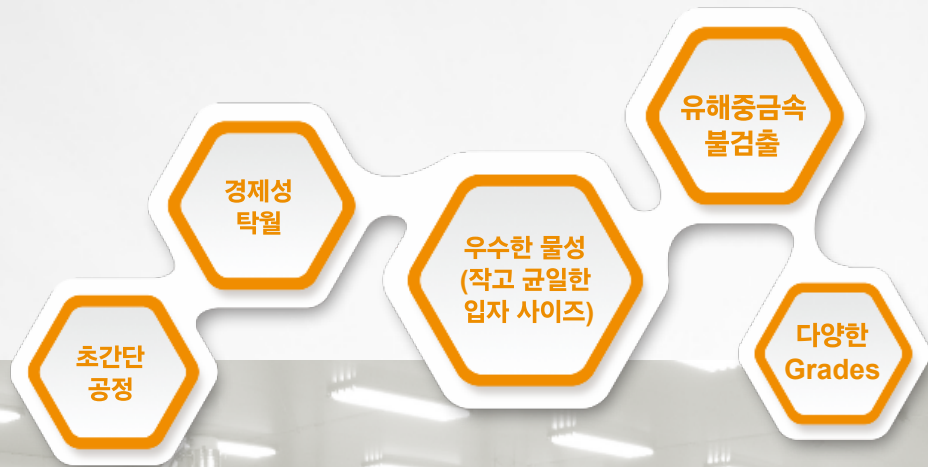 초간단
공정
경제성
탁월
우수한 물성
(작고 균일한
입자 사이즈)
유해중금속
불검출
다양한
Grades